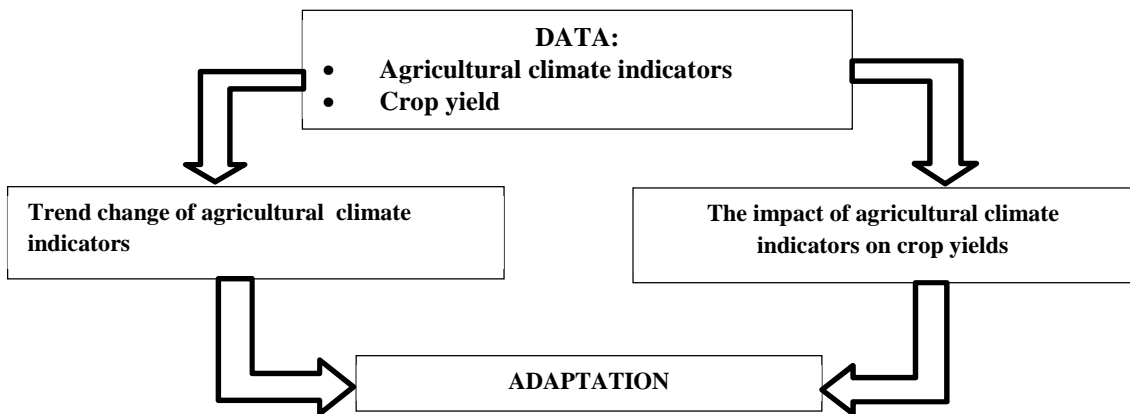 DATA:
• Agricultural climate indicators
• Crop yield
Trend change of agricultural climate
indicators
The impact of agricultural climate
indicators on crop yields
ADAPTATION